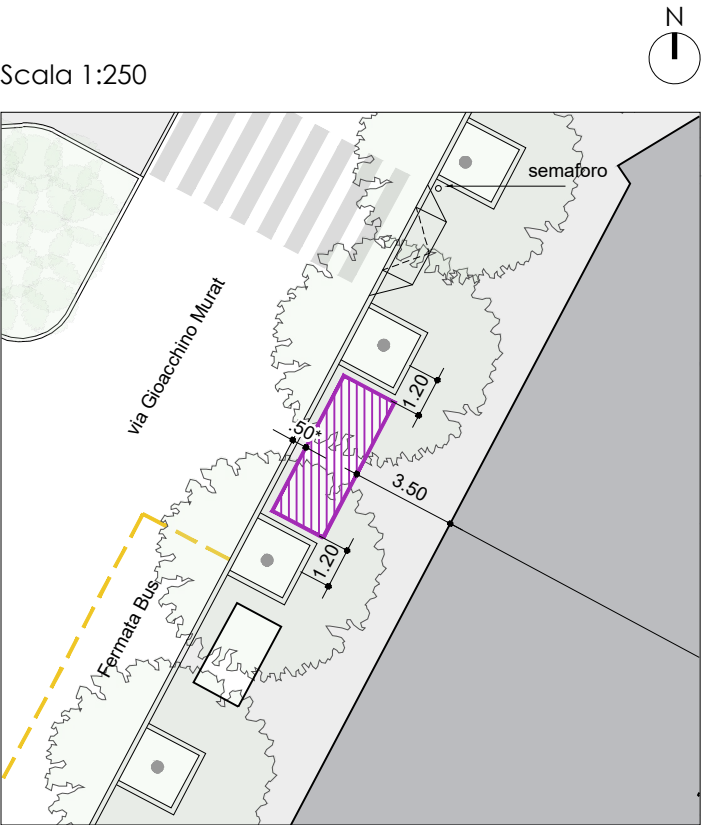 N
Scala 1:250
semaforo
via Gioacchino Murat
1.20
.50*
3.50
1.20
Fermata Bus